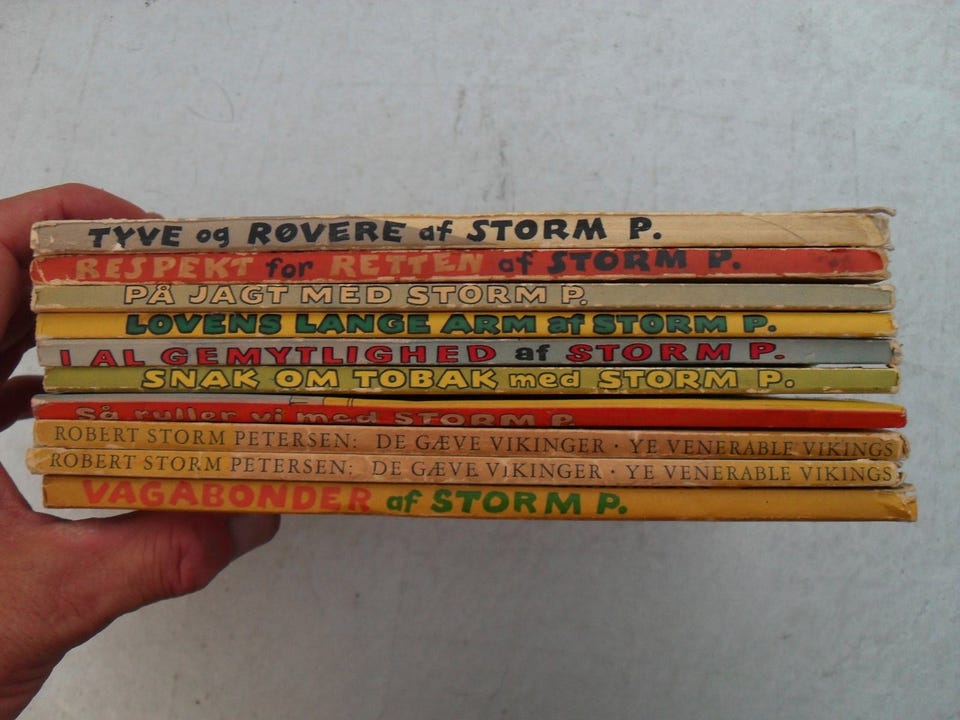 TYVE og RØVERE af STORM P.
RESPEKT for RETTEN af STORM P.
PÅ JAGT MED STORM P.
LOVENS LANGE ARM af STORM P.
I AL GEMYTLIGHED af STORM P.
SNAK OM TOBAK med STORM P.
Så ruller vi med STORM P.
ROBERT STORM PETERSEN: DE GÆVE VIKINGER · YE VENERABLE VIKINGS
ROBERT STORM PETERSEN: DE GÆVE VIKINGER · YE VENERABLE VIKINGS
VAGABONDER af STORM P.